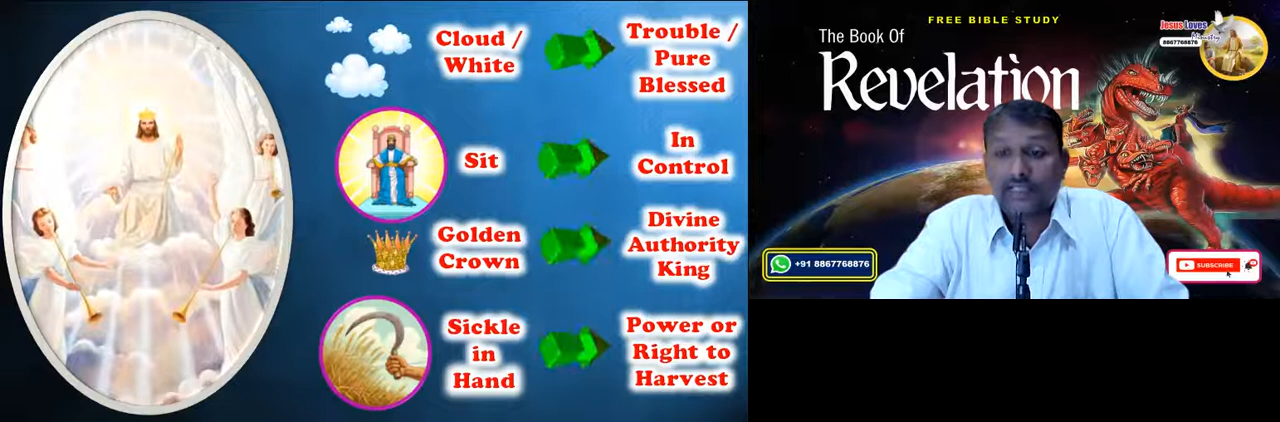 Cloud /
White
Trouble /
Pure
Blessed
Sit
In
Control
Golden
Crown
Divine
Authority
King
Sickle
in
Hand
Power or
Right to
Harvest
FREE BIBLE STUDY
The Book Of
Revelation
Jesus Loves
Ministry
8867768876
+91 8867768876
SUBSCRIBE